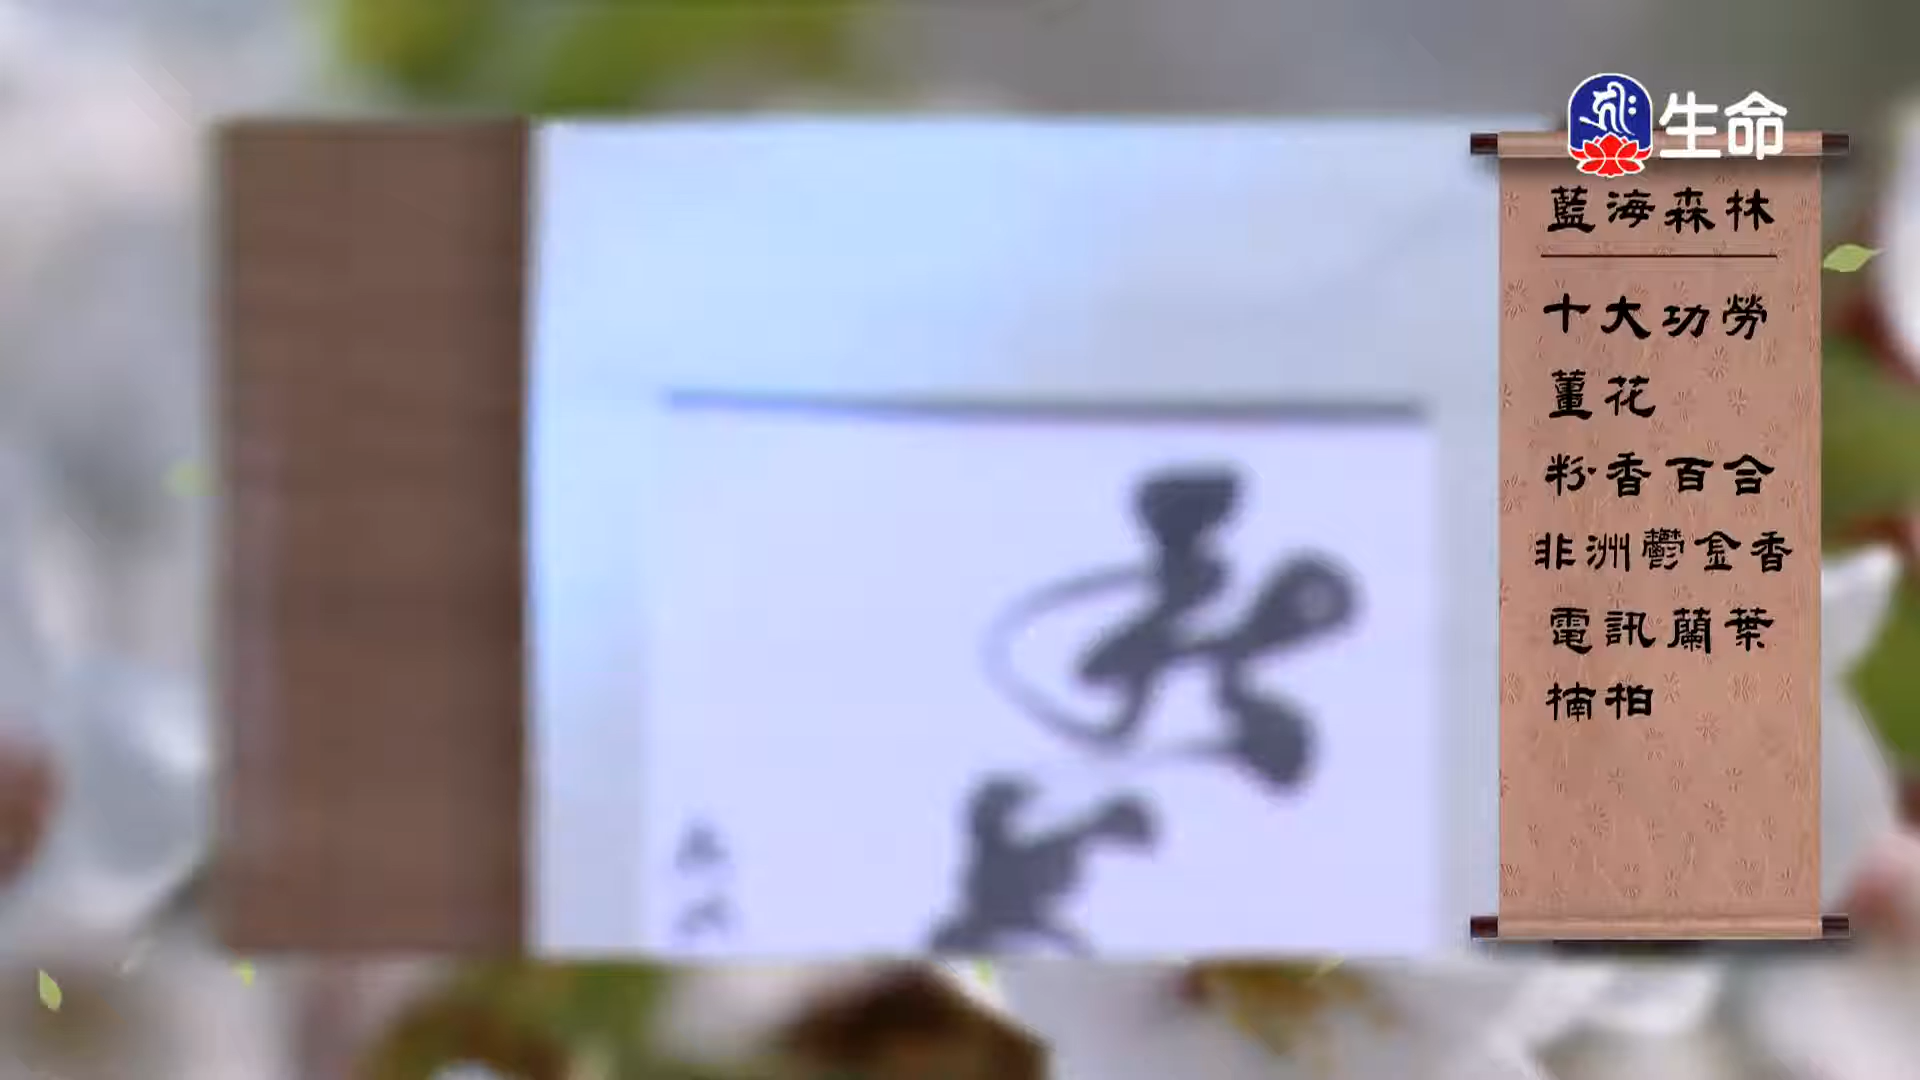 生命
藍海森林
十大功勞
薑花
粉香百合
非洲鬱金香
電訊蘭葉
楠柏